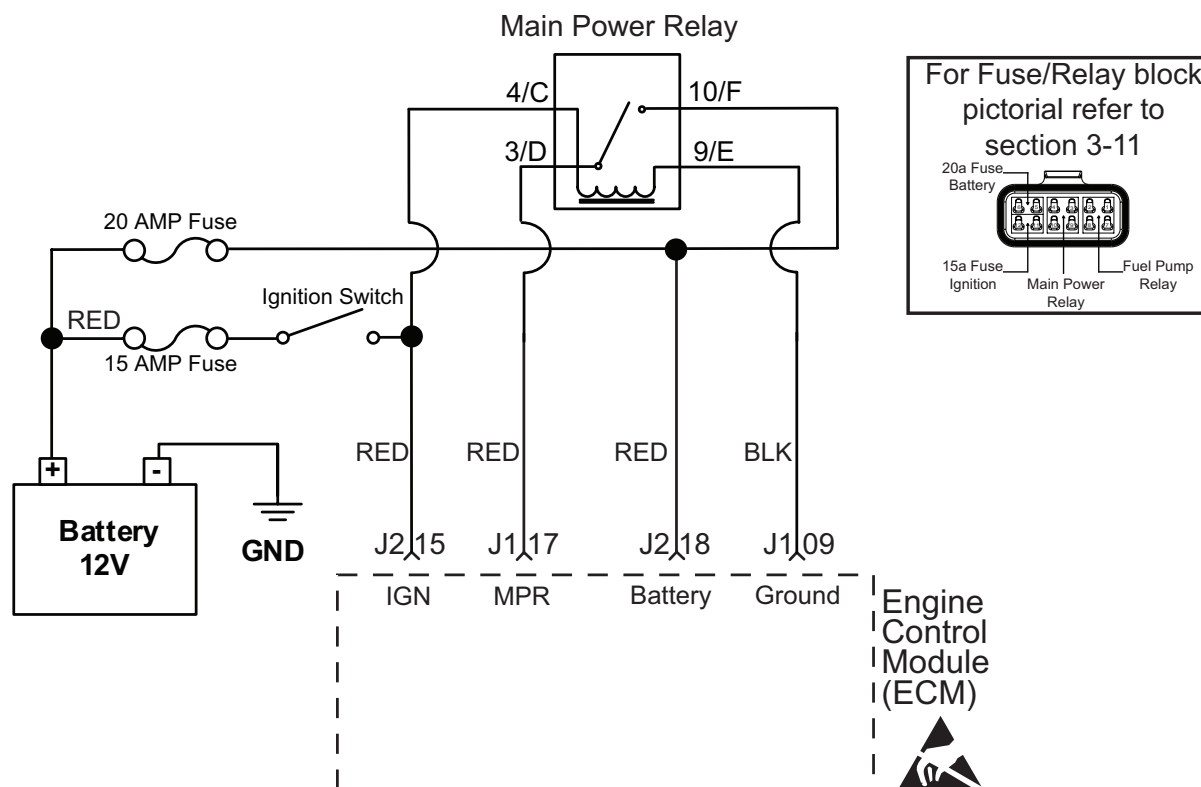 Main Power Relay
4/C
10/F
3/D
9/E
For Fuse/Relay block
pictorial refer to
section 3-11
20a Fuse
Battery
15a Fuse
Ignition
Main Power
Relay
Fuel Pump
Relay
20 AMP Fuse
Ignition Switch
RED
15 AMP Fuse
+
-
Battery
12V
GND
RED
RED
RED
BLK
J2 15
J1 17
J2 18
J1 09
IGN
MPR
Battery
Ground
Engine
Control
Module
(ECM)